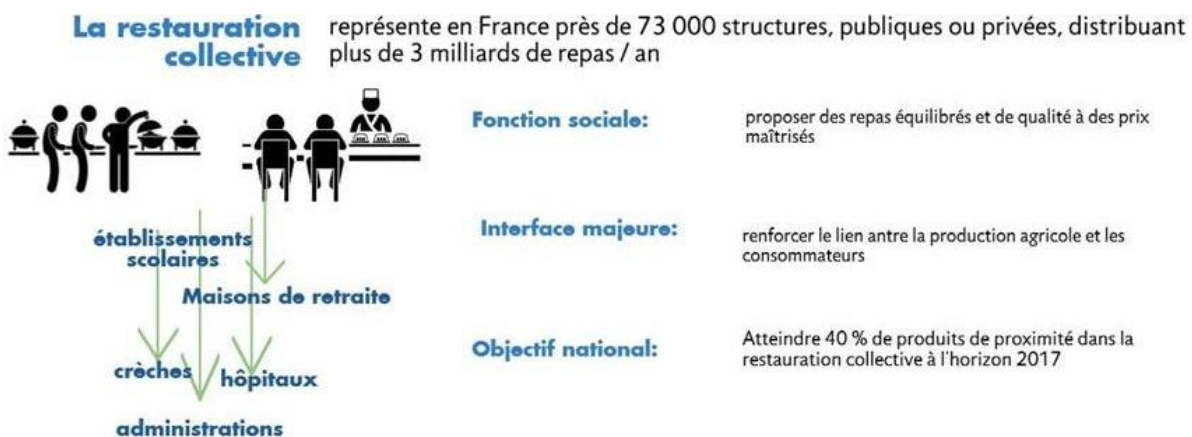 La restauration
collective
représente en France près de 73 000 structures, publiques ou privées, distribuant
plus de 3 milliards de repas / an
Fonction sociale:
proposer des repas équilibrés et de qualité à des prix
maîtrisés
Interface majeure:
renforcer le lien antre la production agricole et les
consommateurs
Objectif national:
Atteindre 40 % de produits de proximité dans la
restauration collective à l'horizon 2017
établissements
scolaires
Maisons de retraite
crèches
hôpitaux
administrations